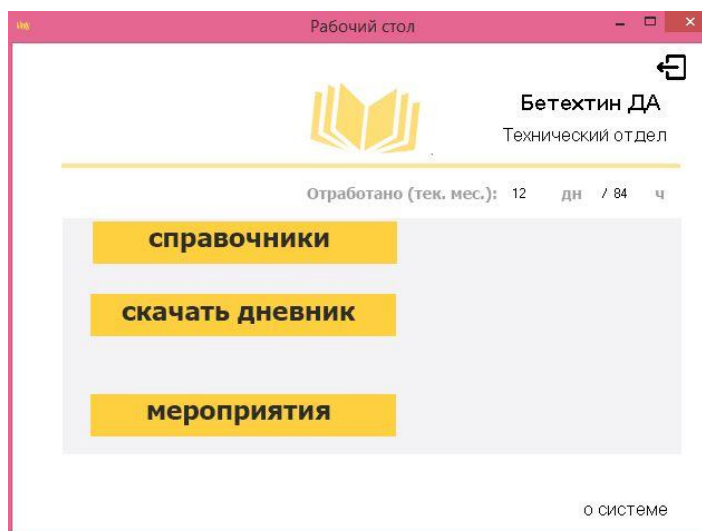 Рабочий стол
Бетехтин ДА
Технический отдел
Отработано (тек. мес.): 12 дн / 84 ч
справочники
скачать дневник
мероприятия
о системе